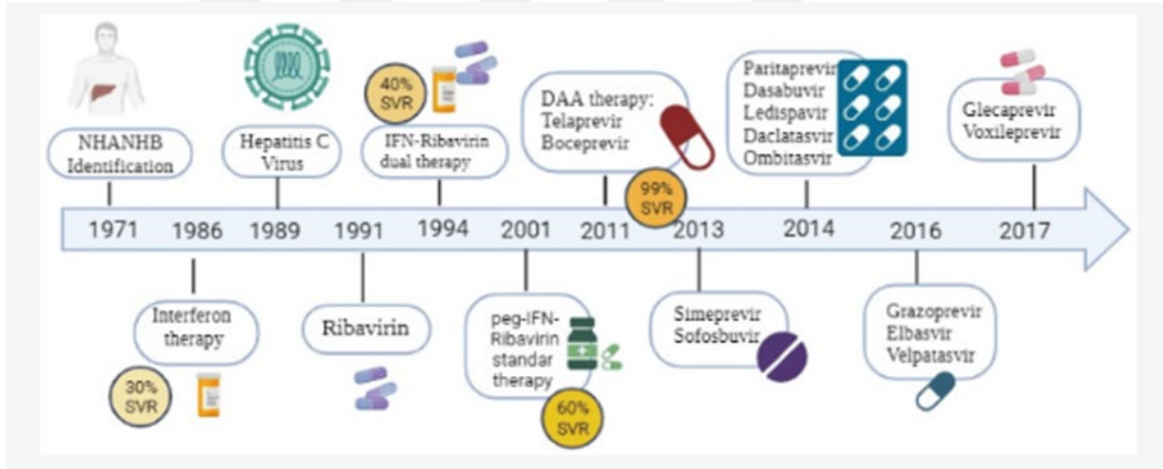 NHANHB
Identification
Hepatitis C
Virus
40%
SVR
IFN-Ribavirin
dual therapy
DAA therapy:
Telaprevir
Boceprevir
99%
SVR
Paritaprevir
Dasabuvir
Ledispavir
Daclatasvir
Ombitasvir
Glecaprevir
Voxileprevir
1971 1986 1989 1991 1994 2001 2011 2013 2014 2016 2017
Interferon
therapy
30%
SVR
Ribavirin
peg-IFN-
Ribavirin
standar
therapy
60%
SVR
Simeprevir
Sofosbuvir
Grazoprevir
Elbasvir
Velpatasvir